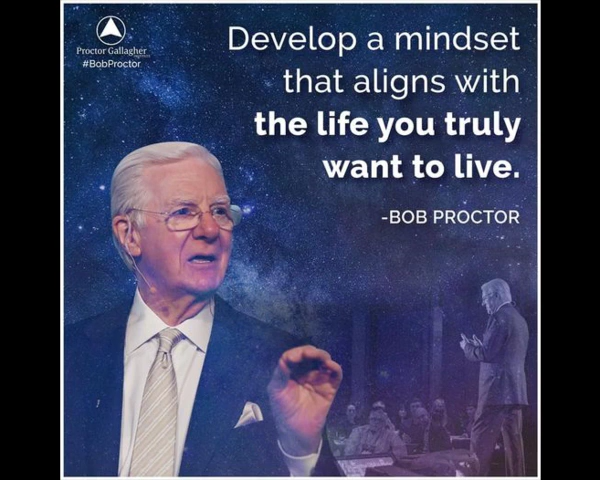 Proctor Gallagher
#BobProctor
Develop a mindset
that aligns with
the life you truly
want to live.
-BOB PROCTOR